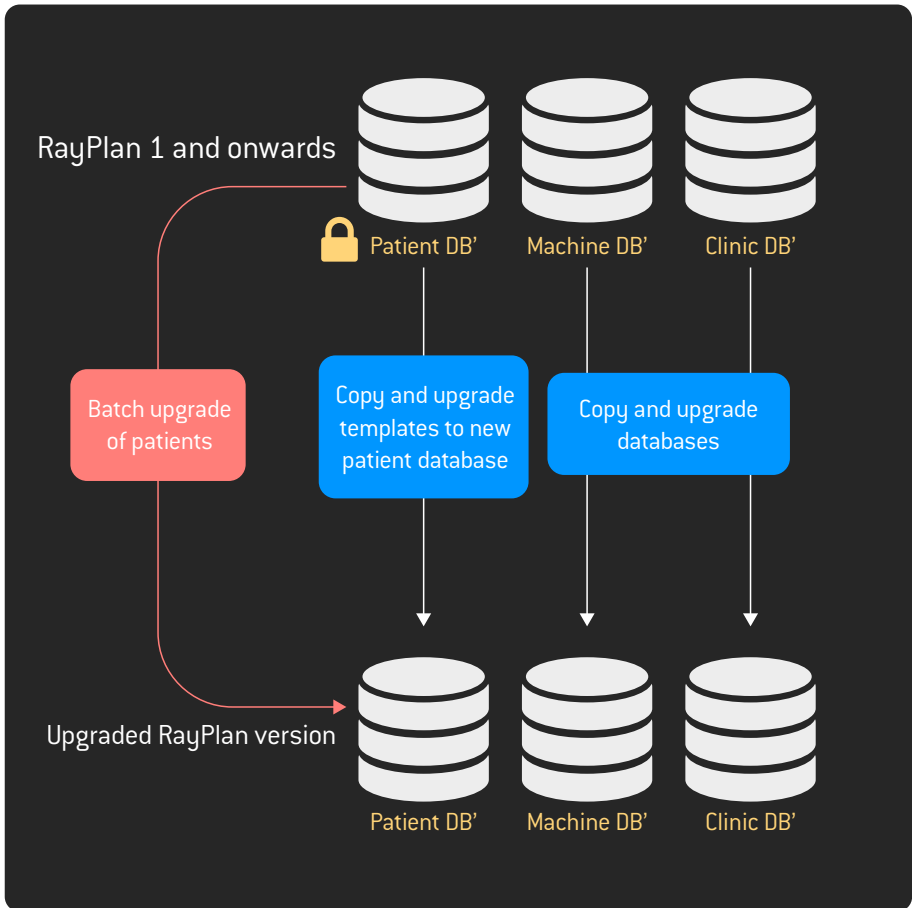 RayPlan 1 and onwards
Patient DB’
Machine DB’
Clinic DB’
Batch upgrade
of patients
Copy and upgrade
templates to new
patient database
Copy and upgrade
databases
Upgraded RayPlan version
Patient DB’
Machine DB’
Clinic DB’